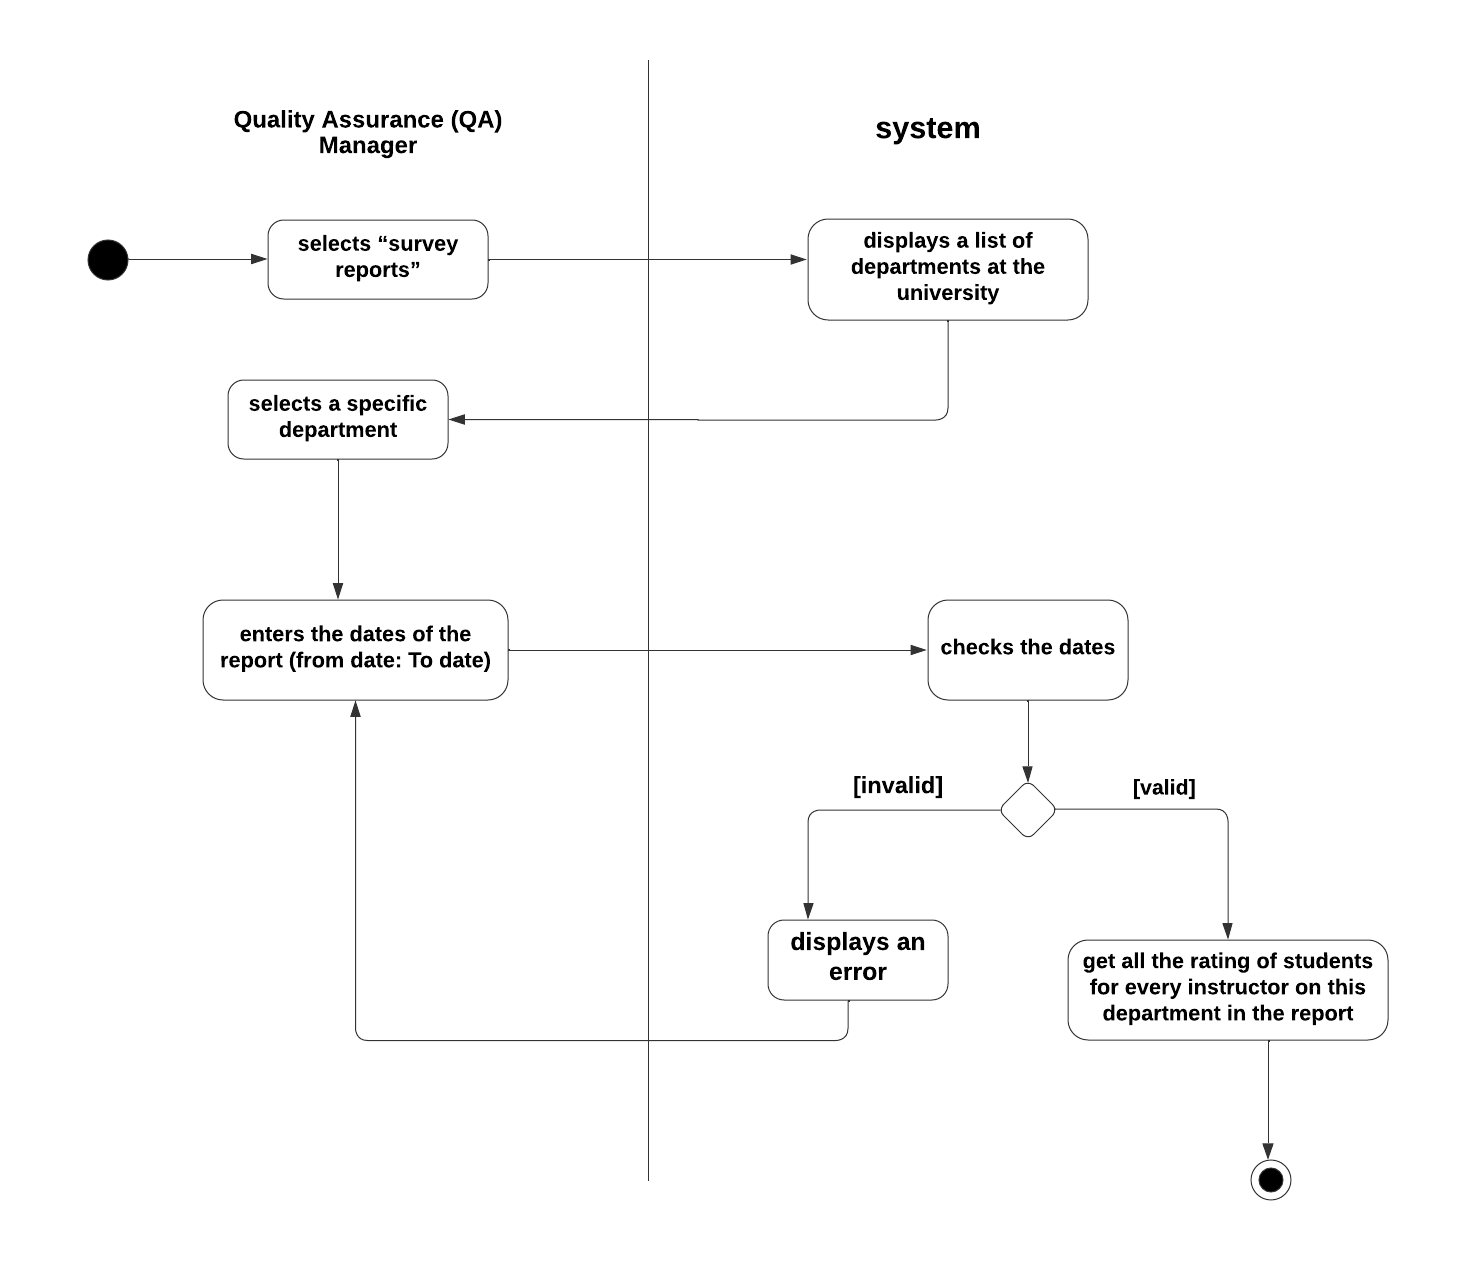 Quality Assurance (QA)
Manager
system
selects “survey
reports”
displays a list of
departments at the
university
selects a specific
department
enters the dates of the
report (from date: To date)
checks the dates
[invalid]
[valid]
displays an
error
get all the rating of students
for every instructor on this
department in the report